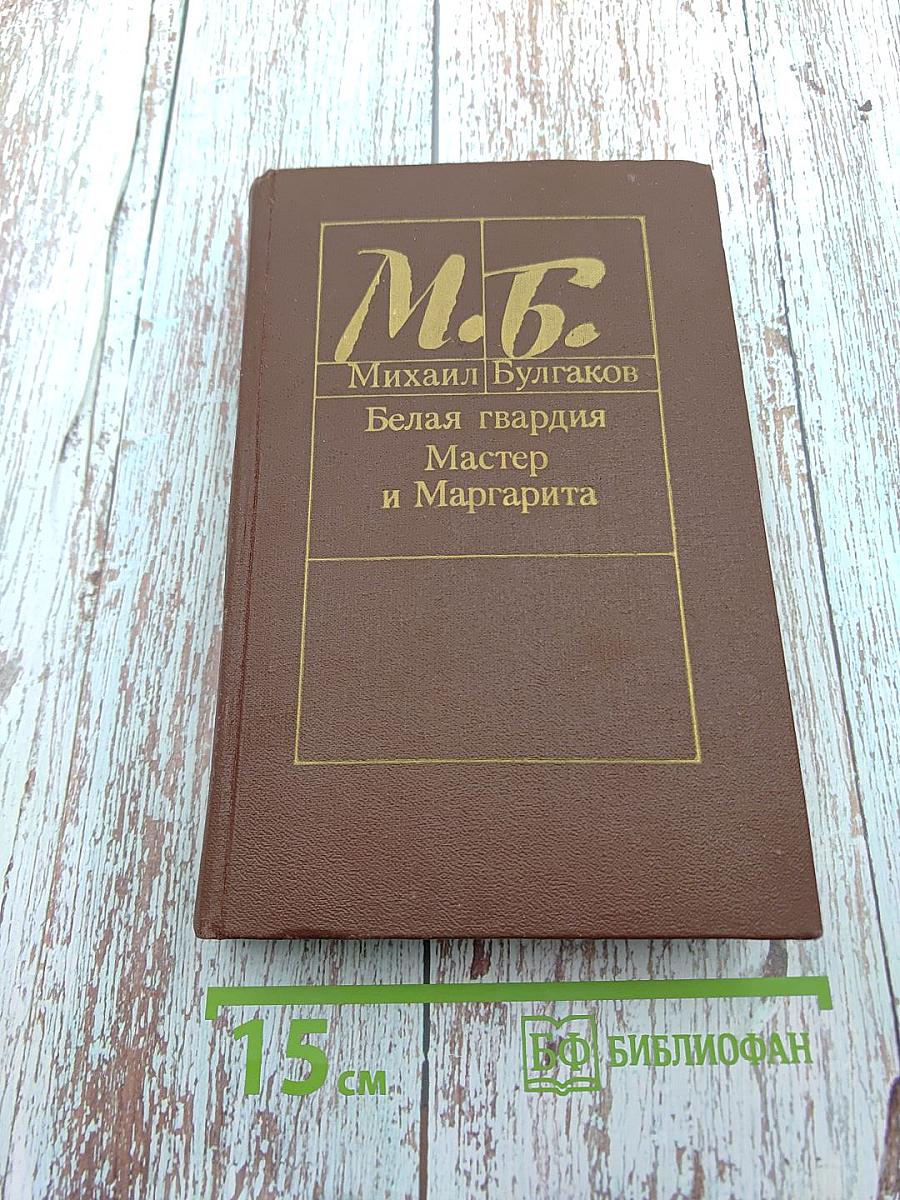 М.Б.
Михаил Булгаков
Белая гвардия
Мастер
и Маргарита
15 см
БФ БИБЛИОФАН